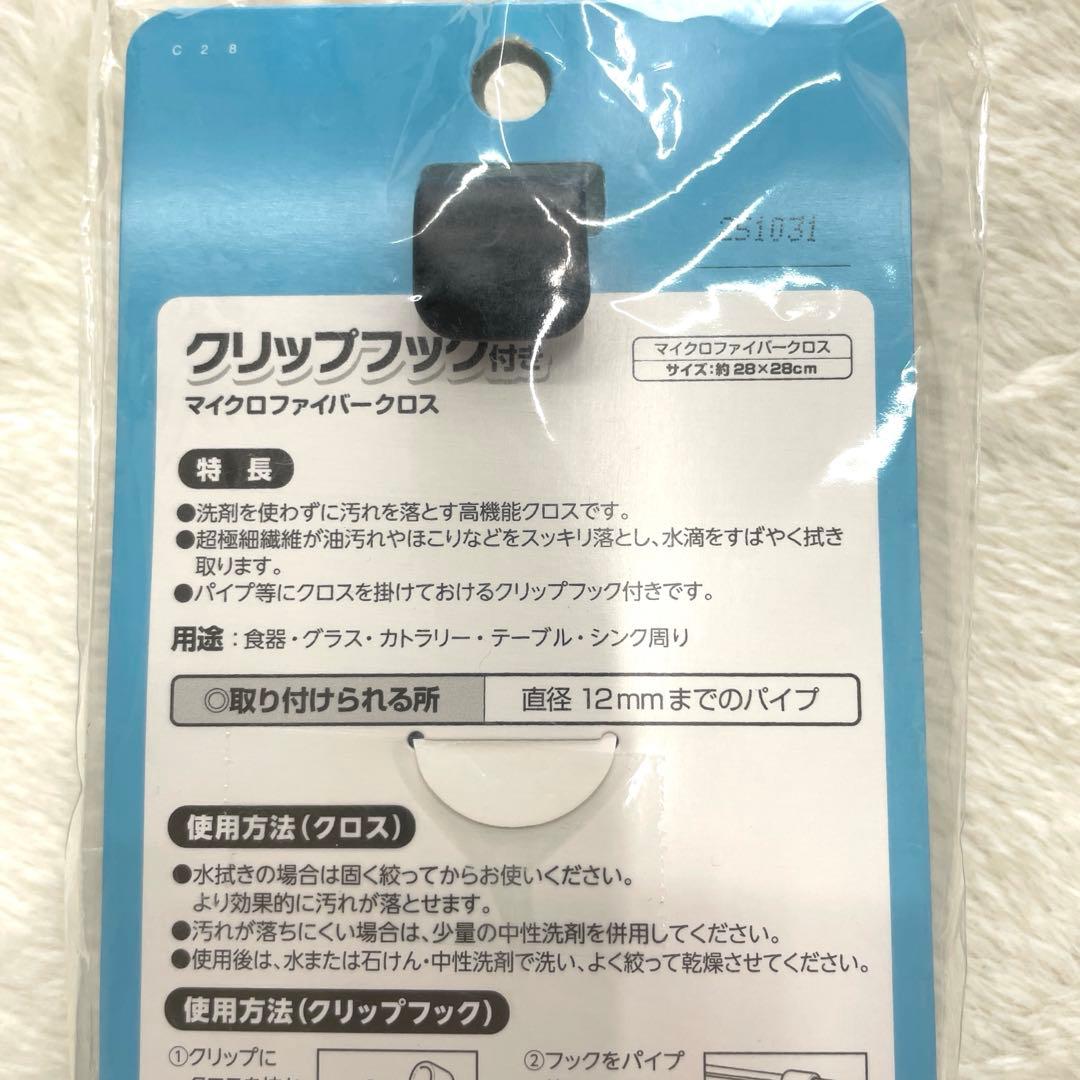 C 2 8
251031
クリップフック付き
マイクロファイバークロス
マイクロファイバークロス
サイズ:約28×28cm
特 長
●洗剤を使わずに汚れを落とす高機能クロスです。
●超極細繊維が油汚れやほこりなどをスッキリ落とし、水滴をすばやく拭き
取ります。
●パイプ等にクロスを掛けておけるクリップフック付きです。
用途:食器・グラス・カトラリー・テーブル・シンク周り
◎取り付けられる所 直径 12mmまでのパイプ
使用方法(クロス)
●水拭きの場合は固く絞ってからお使いください。
より効果的に汚れが落とせます。
●汚れが落ちにくい場合は、少量の中性洗剤を併用してください。
●使用後は、水または石けん・中性洗剤で洗い、よく絞って乾燥させてください。
使用方法(クリップフック)
①クリップに
②フックをパイプ